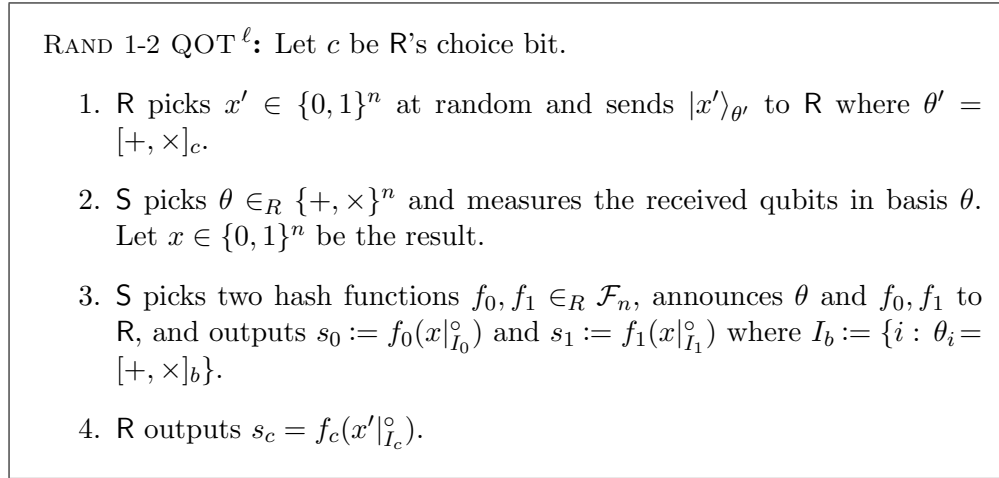 RAND 1-2 QOT^ℓ: Let c be R's choice bit.
1. R picks x′ ∈ {0, 1}^n at random and sends |x′⟩_θ′ to R where θ′ =
[+, ×]_c.
2. S picks θ ∈_R {+, ×}^n and measures the received qubits in basis θ.
Let x ∈ {0, 1}^n be the result.
3. S picks two hash functions f_0, f_1 ∈_R F_n, announces θ and f_0, f_1 to
R, and outputs s_0 := f_0(x|°_{I_0}) and s_1 := f_1(x|°_{I_1}) where I_b := {i : θ_i =
[+, ×]_b}.
4. R outputs s_c = f_c(x′|°_{I_c}).